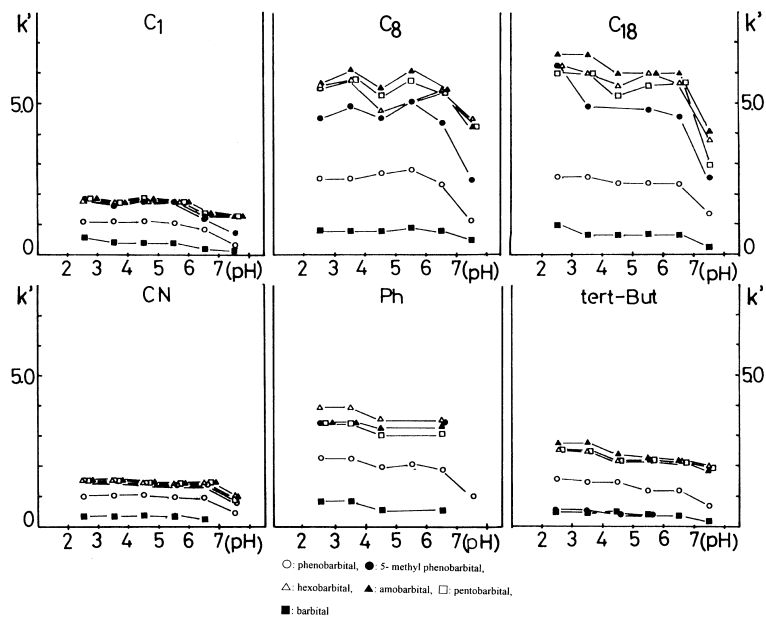 k' C₁ C₈ C₁₈ k'
5.0 5.0
0 0
2 3 4 5 6 7(pH) 2 3 4 5 6 7(pH) 2 3 4 5 6 7(pH)
k' CN Ph tert-But k'
5.0 5.0
0 0
2 3 4 5 6 7(pH) 2 3 4 5 6 7(pH) 2 3 4 5 6 7(pH)
○: phenobarbital, ●: 5- methyl phenobarbital,
△: hexobarbital, ▲: amobarbital, □: pentobarbital,
■: barbital